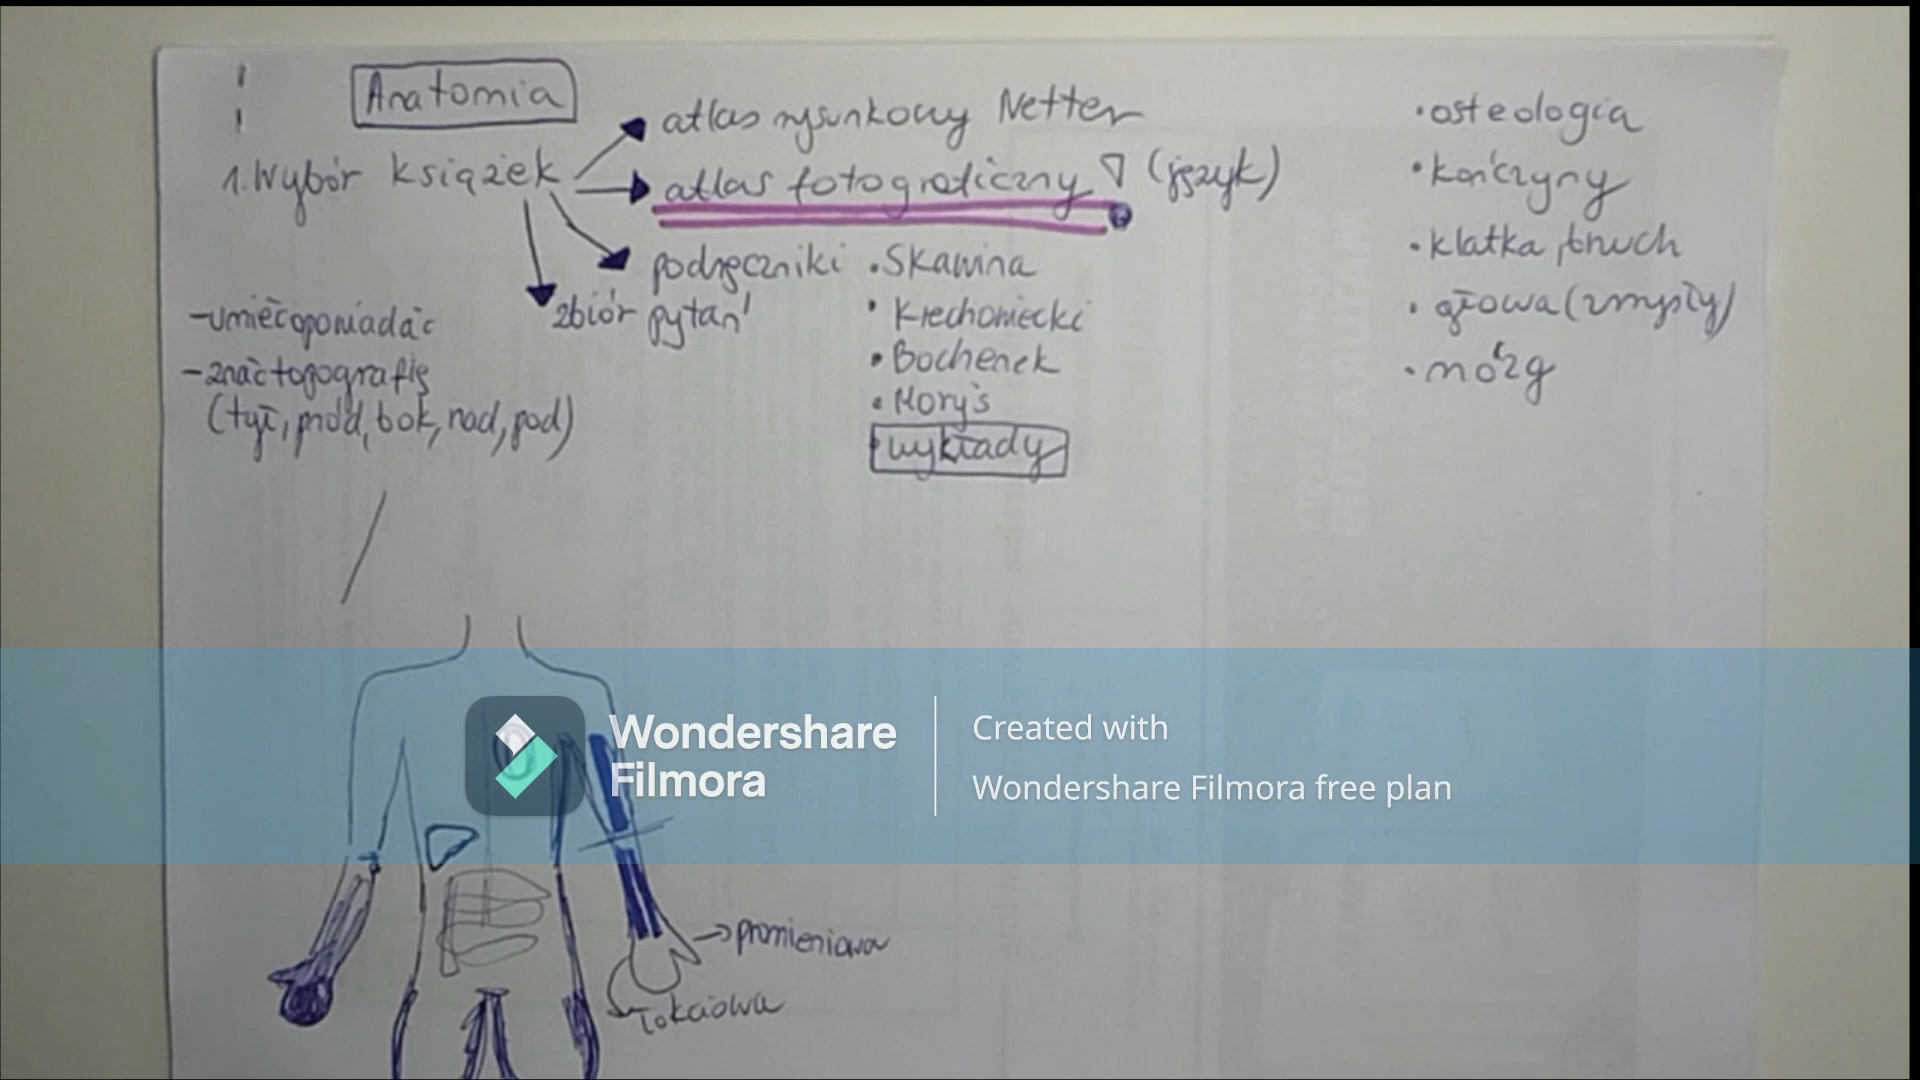 Anatomia
1. Wybór książek
atlas rysunkowy Netter
atlas fotograficzny (język)
podręczniki
• Skawina
• Krechowiecki
• Bochenek
• Moryś
• wykłady
zbiór pytań
- umieć opowiadać
- znać topografię
(tył, przód, bok, nad, pod)
• osteologia
• kończyny
• klatka, brzuch
• głowa (zmysły)
• mózg
Wondershare
Filmora
Created with
Wondershare Filmora free plan
promieniowa
łokciowa